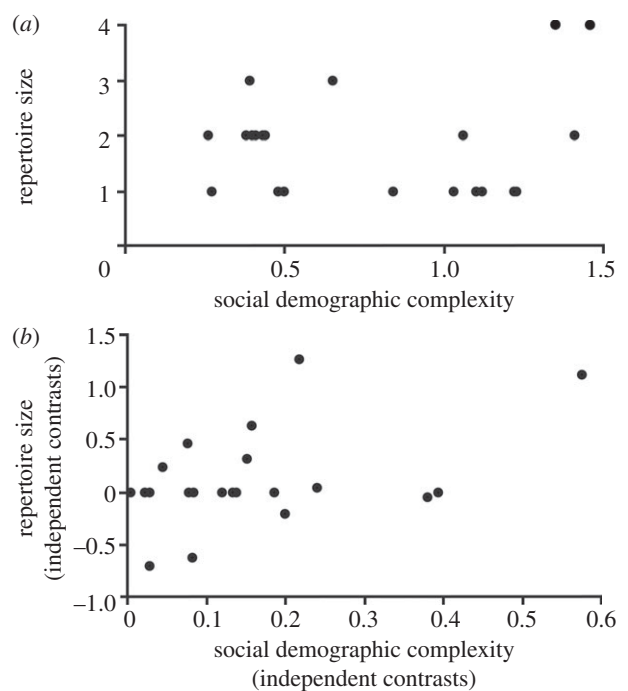 (a)
4
3
2
1
0
0.5
1.0
1.5
repertoire size
social demographic complexity
(b)
1.5
1.0
0.5
0
–0.5
–1.0
0
0.1
0.2
0.3
0.4
0.5
0.6
repertoire size
(independent contrasts)
social demographic complexity
(independent contrasts)